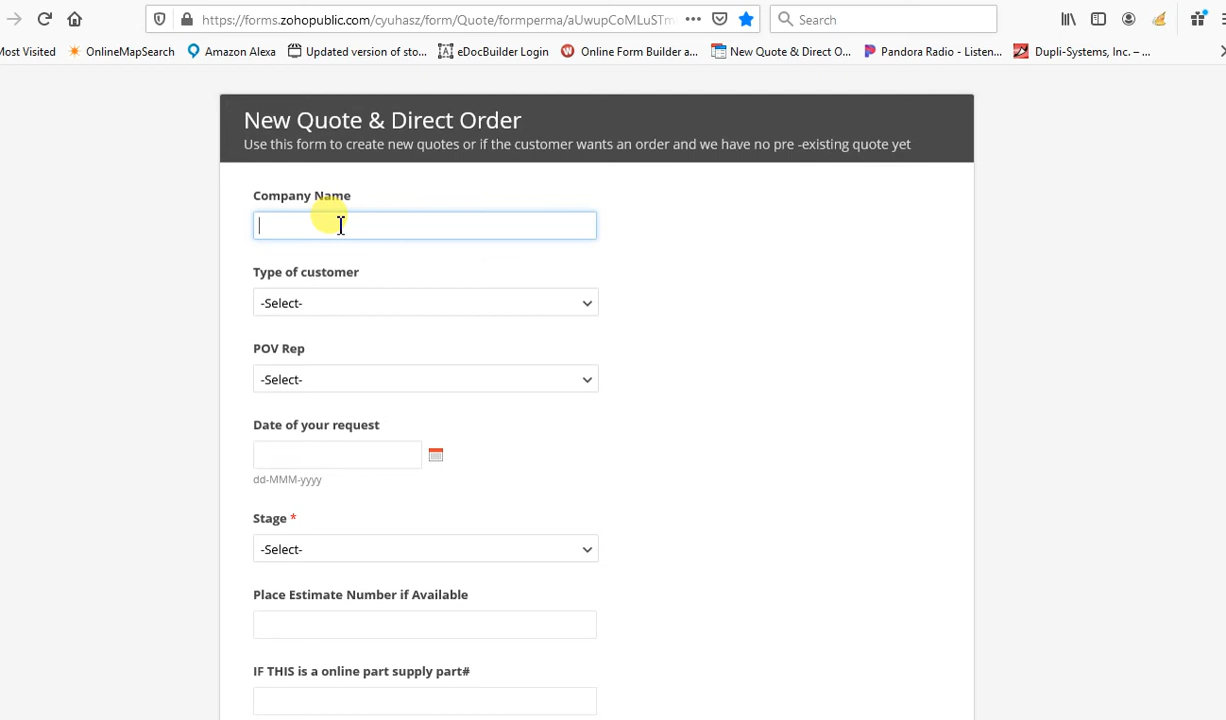 https://forms.zohopublic.com/cyuhasz/form/Quote/formperma/aUwupCoMLuSTm
Search
Most Visited
OnlineMapSearch
Amazon Alexa
Updated version of sto...
eDocBuilder Login
Online Form Builder a...
New Quote & Direct O...
Pandora Radio - Listen...
Dupli-Systems, Inc. – ...
New Quote & Direct Order
Use this form to create new quotes or if the customer wants an order and we have no pre -existing quote yet
Company Name
Type of customer
-Select-
POV Rep
-Select-
Date of your request
dd-MMM-yyyy
Stage *
-Select-
Place Estimate Number if Available
IF THIS is a online part supply part#